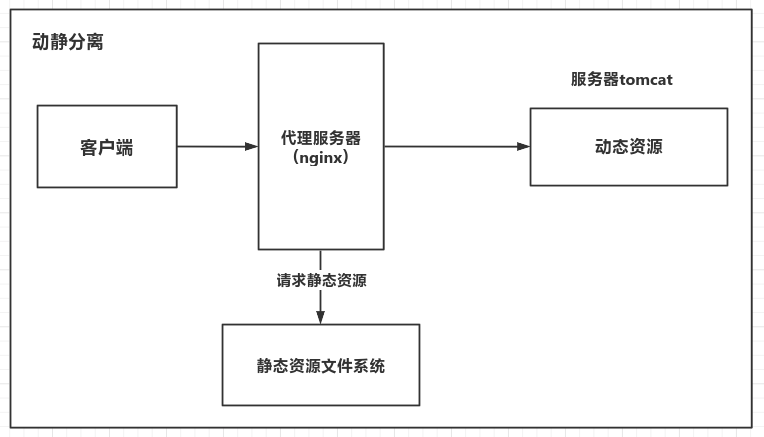 动静分离
服务器tomcat
客户端
代理服务器
（nginx）
动态资源
请求静态资源
静态资源文件系统